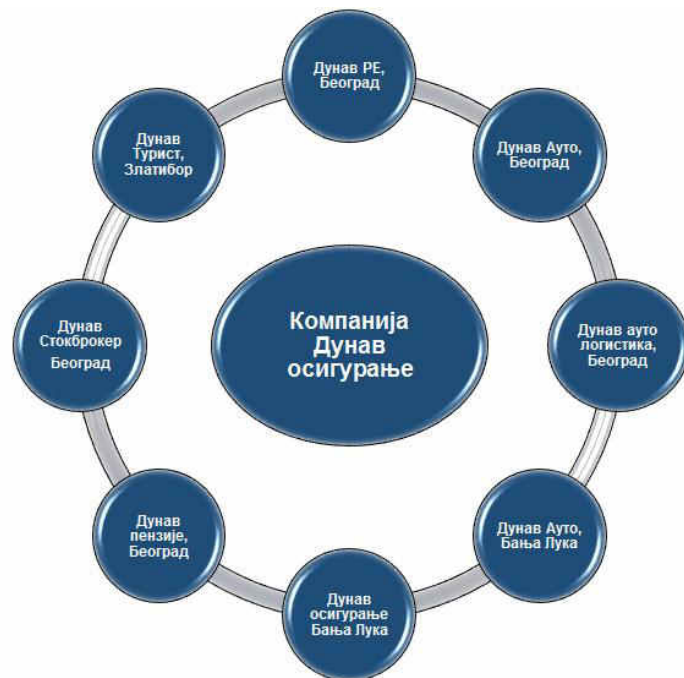 Дунав РЕ,
Београд
Дунав Ауто,
Београд
Дунав ауто
логистика,
Београд
Дунав Ауто,
Бања Лука
Дунав
осигурање
Бања Лука
Дунав
пензије,
Београд
Дунав
Стокброкер
Београд
Дунав
Турист,
Златибор
Компанија
Дунав
осигурање